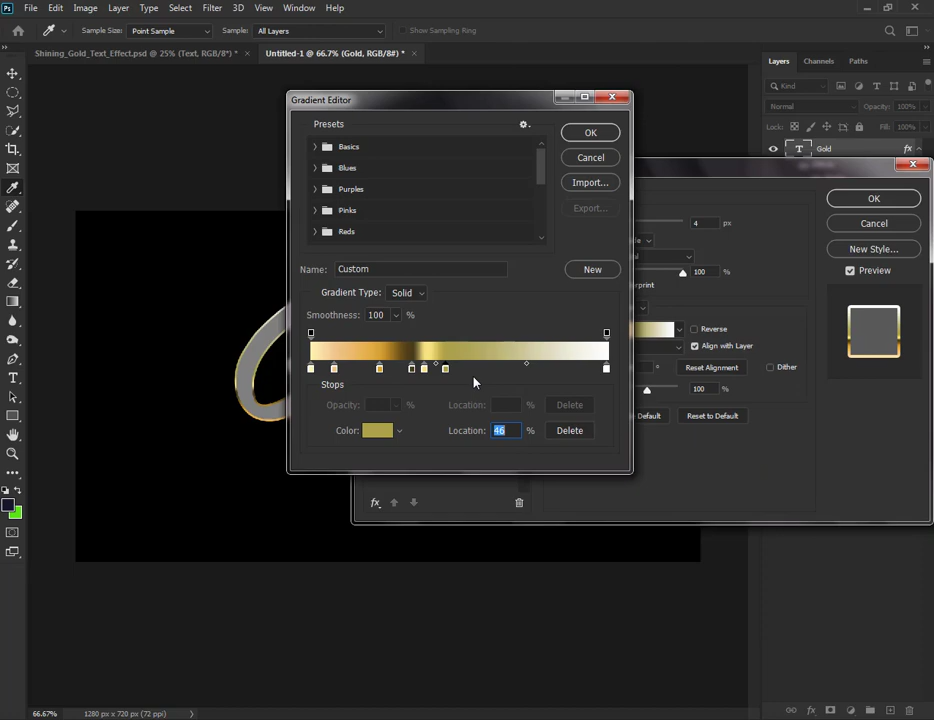 Ps File Edit Image Layer Type Select Filter 3D View Window Help
Sample Size: Point Sample Sample: All Layers Show Sampling Ring
Shining_Gold_Text_Effect.psd @ 25% (Text, RGB/8*) * × Untitled-1 @ 66.7% (Gold, RGB/8#) * ×
Layers Channels Paths
Kind
Normal Opacity: 100%
Lock: Fill: 100%
T Gold fx
Gradient Editor
Presets
Basics
Blues
Purples
Pinks
Reds
OK
Cancel
Import...
Export...
Name: Custom New
Gradient Type: Solid
Smoothness: 100 %
Stops
Opacity: % Location: % Delete
Color: Location: 46 % Delete
4 px
100 %
Reverse
Align with Layer
Reset Alignment Dither
100 %
Default Reset to Default
OK
Cancel
New Style...
Preview
fx
66.67% 1280 px x 720 px (72 ppi)
fx